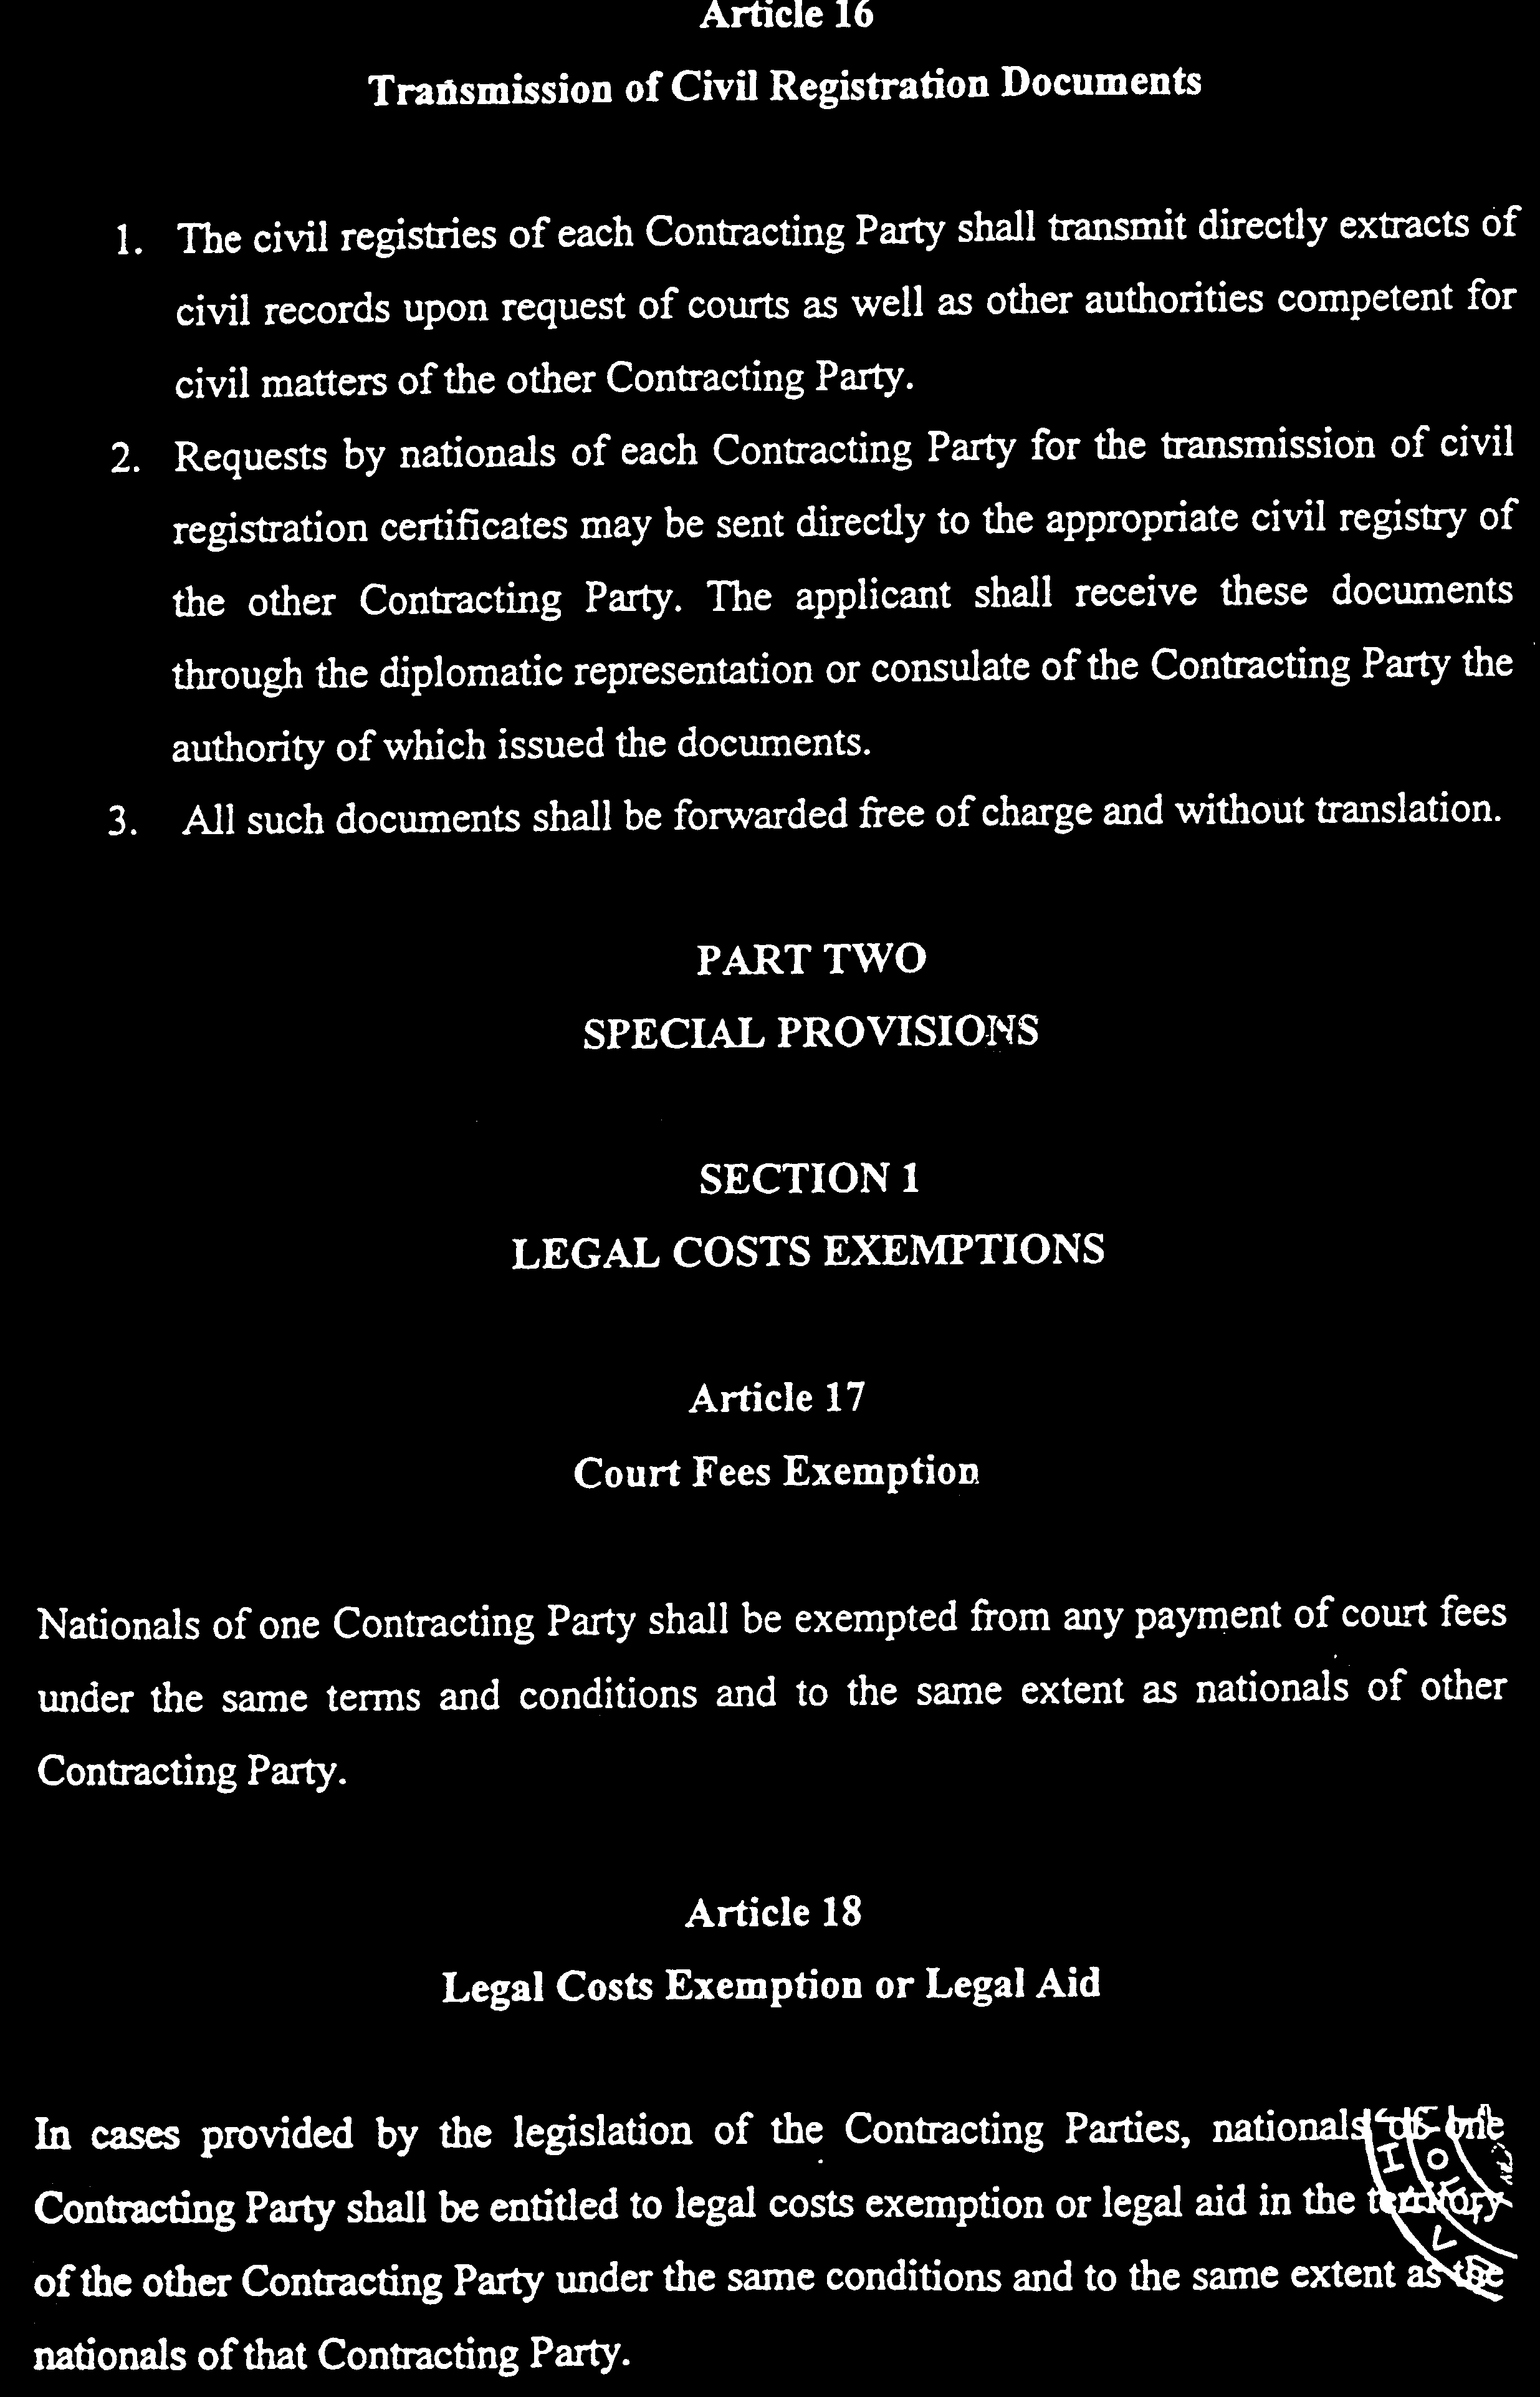 Article 16
Transmission of Civil Registration Documents
1. The civil registries of each Contracting Party shall transmit directly extracts of
civil records upon request of courts as well as other authorities competent for
civil matters of the other Contracting Party.
2. Requests by nationals of each Contracting Party for the transmission of civil
registration certificates may be sent directly to the appropriate civil registry of
the other Contracting Party. The applicant shall receive these documents
through the diplomatic representation or consulate of the Contracting Party the
authority of which issued the documents.
3. All such documents shall be forwarded free of charge and without translation.
PART TWO
SPECIAL PROVISIONS
SECTION 1
LEGAL COSTS EXEMPTIONS
Article 17
Court Fees Exemption
Nationals of one Contracting Party shall be exempted from any payment of court fees
under the same terms and conditions and to the same extent as nationals of other
Contracting Party.
Article 18
Legal Costs Exemption or Legal Aid
In cases provided by the legislation of the Contracting Parties, nationals of one
Contracting Party shall be entitled to legal costs exemption or legal aid in the territory
of the other Contracting Party under the same conditions and to the same extent as the
nationals of that Contracting Party.